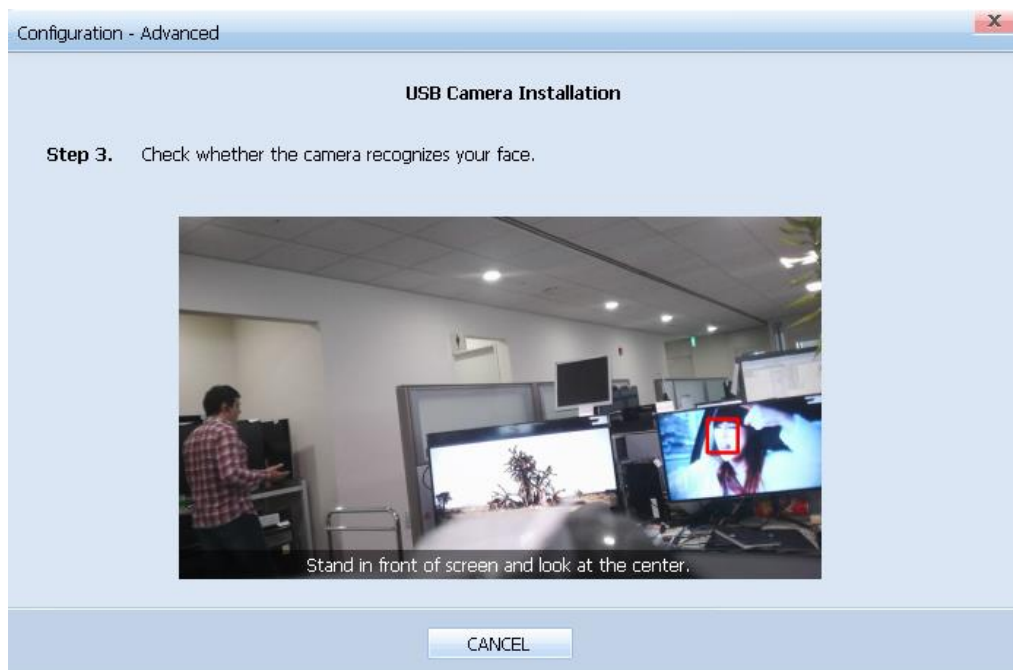 Configuration - Advanced
X
USB Camera Installation
Step 3. Check whether the camera recognizes your face.
Stand in front of screen and look at the center.
CANCEL